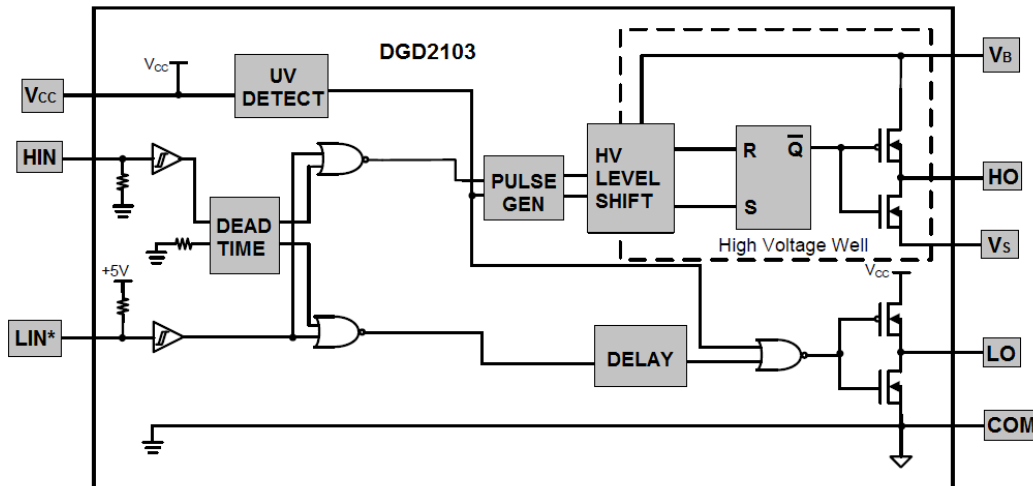 DGD2103
VCC
UV
DETECT
VB
VCC
HIN
HV
LEVEL
SHIFT
R
Q
S
PULSE
GEN
HO
DEAD
TIME
High Voltage Well
VS
+5V
VCC
LIN*
DELAY
LO
COM